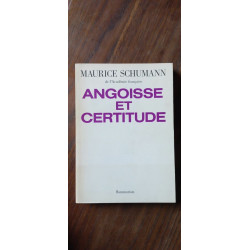 MAURICE SCHUMANN
de l'Académie française
ANGOISSE
ET
CERTITUDE
Flammarion